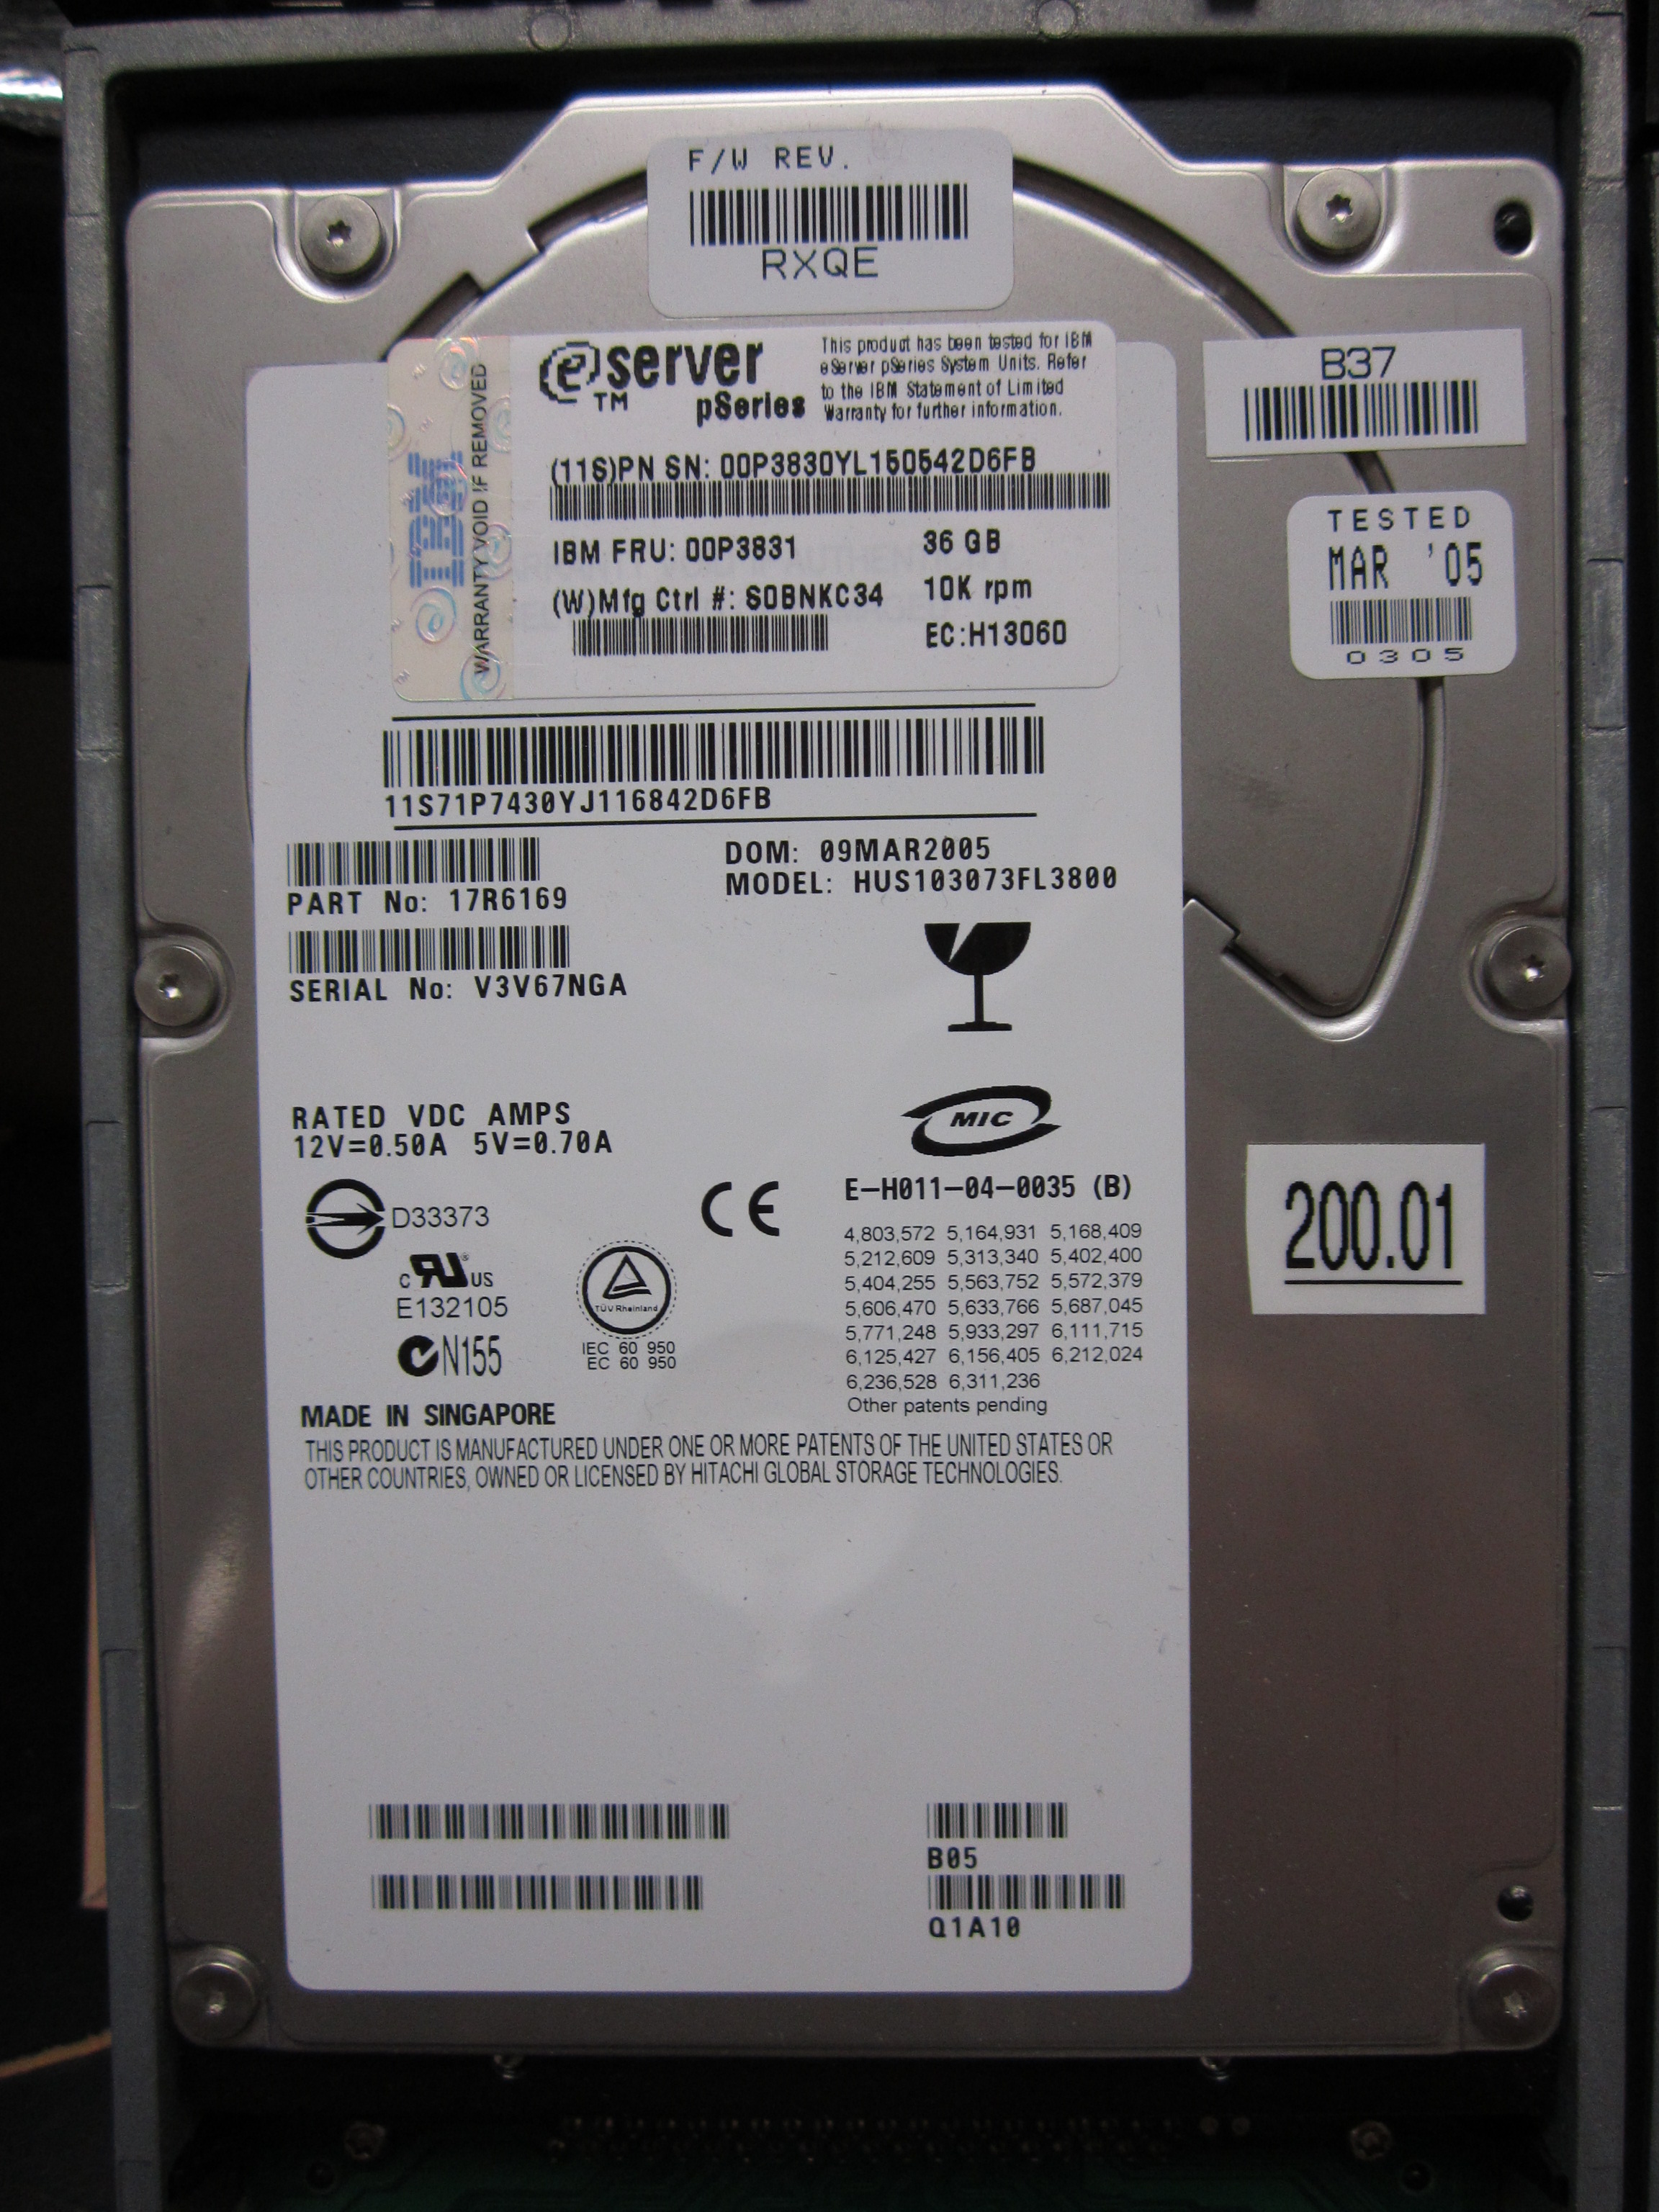 F/W REV.
RXQE
eserver
TM
pSeries
This product has been tested for IBM
eServer pSeries System Units. Refer
to the IBM Statement of Limited
Warranty for further information.
IBM
WARRANTY VOID IF REMOVED
(11S)PN SN: 00P3830YL150542D6FB
IBM FRU: 00P3831
36 GB
(W)Mfg Ctrl #: S0BNKC34
10K rpm
EC:H13060
B37
TESTED
MAR '05
0305
11S71P7430YJ116842D6FB
PART No: 17R6169
DOM: 09MAR2005
MODEL: HUS103073FL3800
SERIAL No: V3V67NGA
RATED VDC AMPS
12V=0.50A 5V=0.70A
MIC
E-H011-04-0035 (B)
D33373
CE
C RU ® US
E132105
N155
TÜV Rheinland
IEC 60 950
EC 60 950
4,803,572 5,164,931 5,168,409
5,212,609 5,313,340 5,402,400
5,404,255 5,563,752 5,572,379
5,606,470 5,633,766 5,687,045
5,771,248 5,933,297 6,111,715
6,125,427 6,156,405 6,212,024
6,236,528 6,311,236
Other patents pending
200.01
MADE IN SINGAPORE
THIS PRODUCT IS MANUFACTURED UNDER ONE OR MORE PATENTS OF THE UNITED STATES OR
OTHER COUNTRIES, OWNED OR LICENSED BY HITACHI GLOBAL STORAGE TECHNOLOGIES.
B05
Q1A10